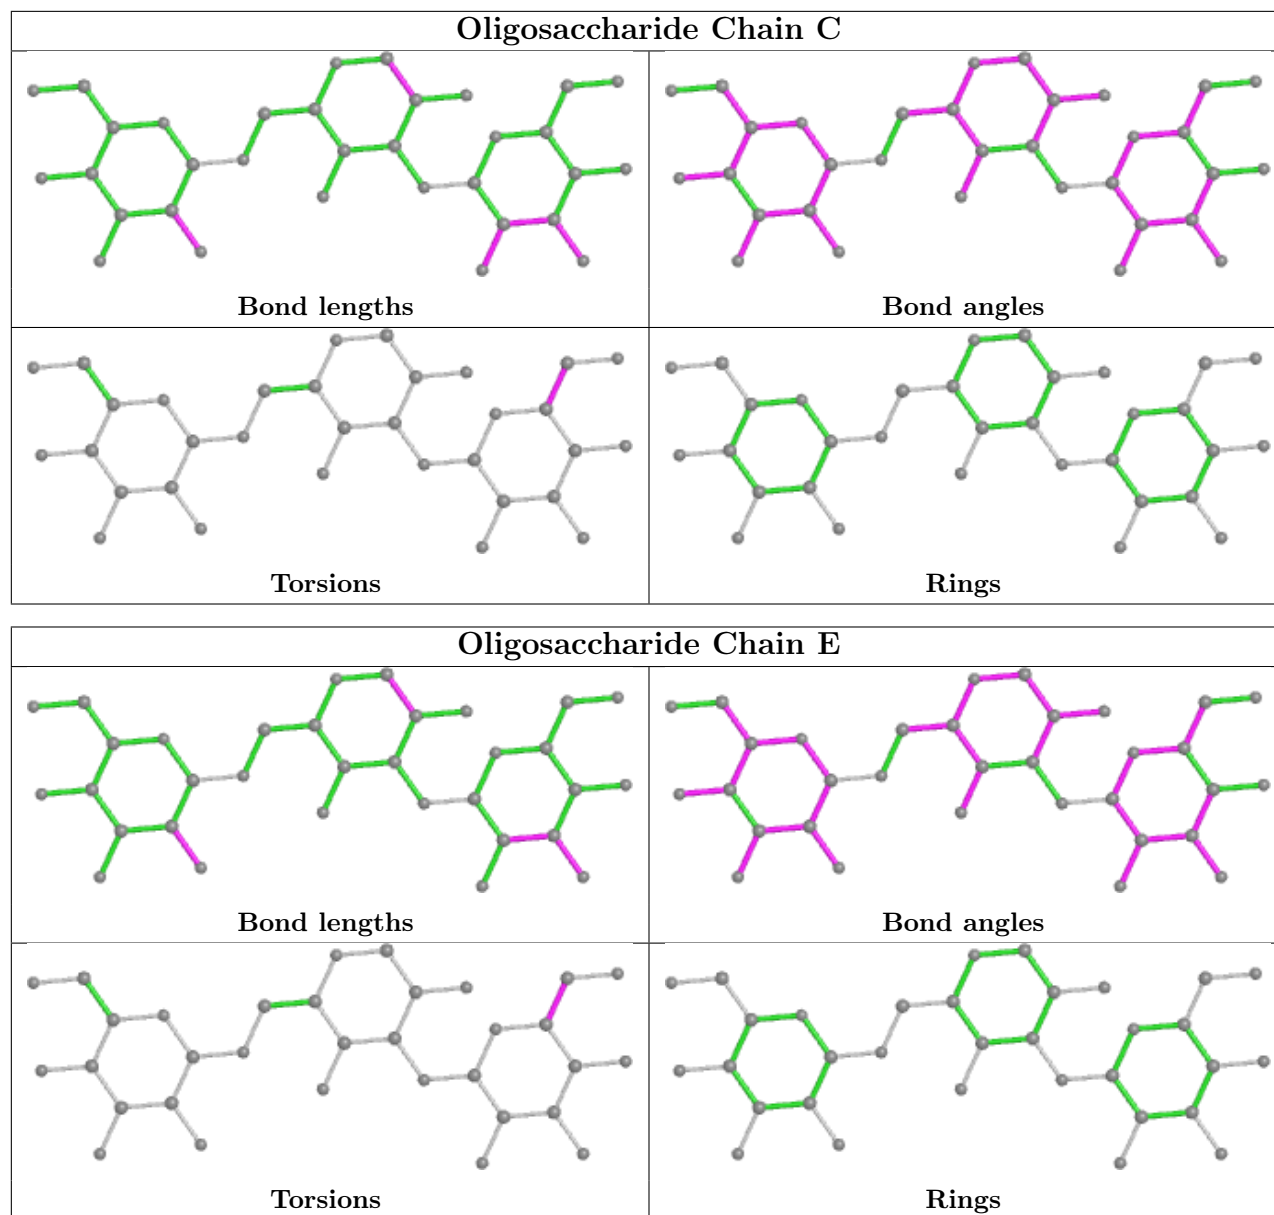 Oligosaccharide Chain C
Bond lengths
Bond angles
Torsions
Rings
Oligosaccharide Chain E
Bond lengths
Bond angles
Torsions
Rings